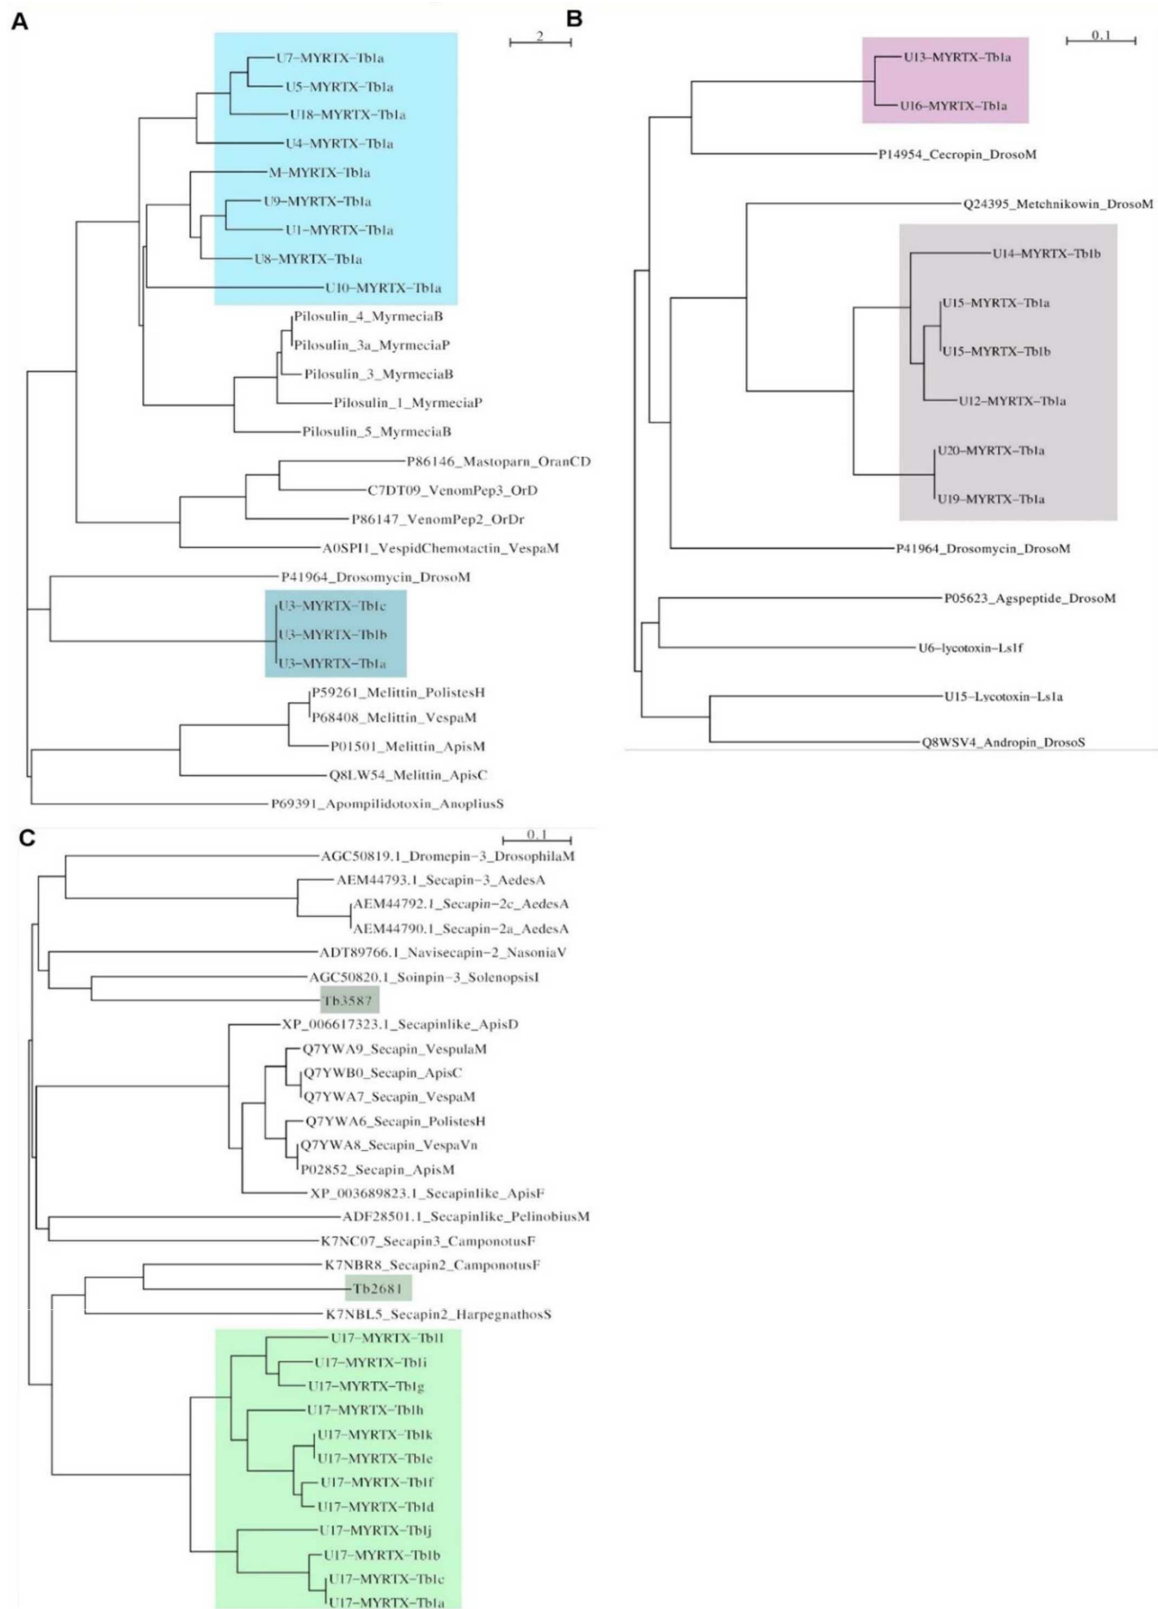 A
2
U7-MYRTX-Tb1a
U5-MYRTX-Tb1a
U18-MYRTX-Tb1a
U4-MYRTX-Tb1a
M-MYRTX-Tb1a
U9-MYRTX-Tb1a
U1-MYRTX-Tb1a
U8-MYRTX-Tb1a
U10-MYRTX-Tb1a
Pilosulin_4_MyrmeciaB
Pilosulin_3a_MyrmeciaP
Pilosulin_3_MyrmeciaB
Pilosulin_1_MyrmeciaP
Pilosulin_5_MyrmeciaB
P86146_Mastoparn_OranCD
C7DT09_VenomPep3_OrD
P86147_VenomPep2_OrDr
A0SPI1_VespidChemotactin_VespaM
P41964_Drosomycin_DrosoM
U3-MYRTX-Tb1c
U3-MYRTX-Tb1b
U3-MYRTX-Tb1a
P59261_Melittin_PolistesH
P68408_Melittin_VespaM
P01501_Melittin_ApisM
Q8LW54_Melittin_ApisC
P69391_Apompilidotoxin_AnopliusS
B
0.1
U13-MYRTX-Tb1a
U16-MYRTX-Tb1a
P14954_Cecropin_DrosoM
Q24395_Metchnikowin_DrosoM
U14-MYRTX-Tb1b
U15-MYRTX-Tb1a
U15-MYRTX-Tb1b
U12-MYRTX-Tb1a
U20-MYRTX-Tb1a
U19-MYRTX-Tb1a
P41964_Drosomycin_DrosoM
P05623_Agspeptide_DrosoM
U6-lycotoxin-Ls1f
U15-Lycotoxin-Ls1a
Q8WSV4_Andropin_DrosoS
C
0.1
AGC50819.1_Dromepin-3_DrosophilaM
AEM44793.1_Secapin-3_AedesA
AEM44792.1_Secapin-2c_AedesA
AEM44790.1_Secapin-2a_AedesA
ADT89766.1_Navisecapin-2_NasoniaV
AGC50820.1_Soinpin-3_SolenopsisI
Tb3587
XP_006617323.1_Secapinlike_ApisD
Q7YWA9_Secapin_VespulaM
Q7YWB0_Secapin_ApisC
Q7YWA7_Secapin_VespaM
Q7YWA6_Secapin_PolistesH
Q7YWA8_Secapin_VespaVn
P02852_Secapin_ApisM
XP_003689823.1_Secapinlike_ApisF
ADF28501.1_Secapinlike_PelinobiusM
K7NC07_Secapin3_CamponotusF
K7NBR8_Secapin2_CamponotusF
Tb2681
K7NBL5_Secapin2_HarpegnathosS
U17-MYRTX-Tb1l
U17-MYRTX-Tb1i
U17-MYRTX-Tb1g
U17-MYRTX-Tb1h
U17-MYRTX-Tb1k
U17-MYRTX-Tb1e
U17-MYRTX-Tb1f
U17-MYRTX-Tb1d
U17-MYRTX-Tb1j
U17-MYRTX-Tb1b
U17-MYRTX-Tb1c
U17-MYRTX-Tb1a